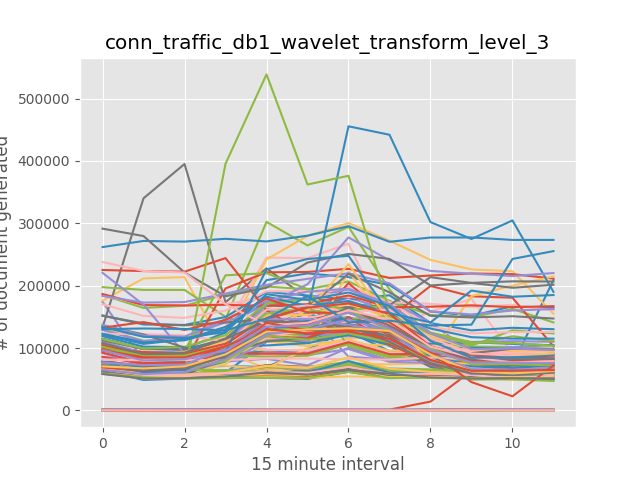 conn_traffic_db1_wavelet_transform_level_3
500000
400000
300000
200000
100000
0
# of document generated
0 2 4 6 8 10
15 minute interval